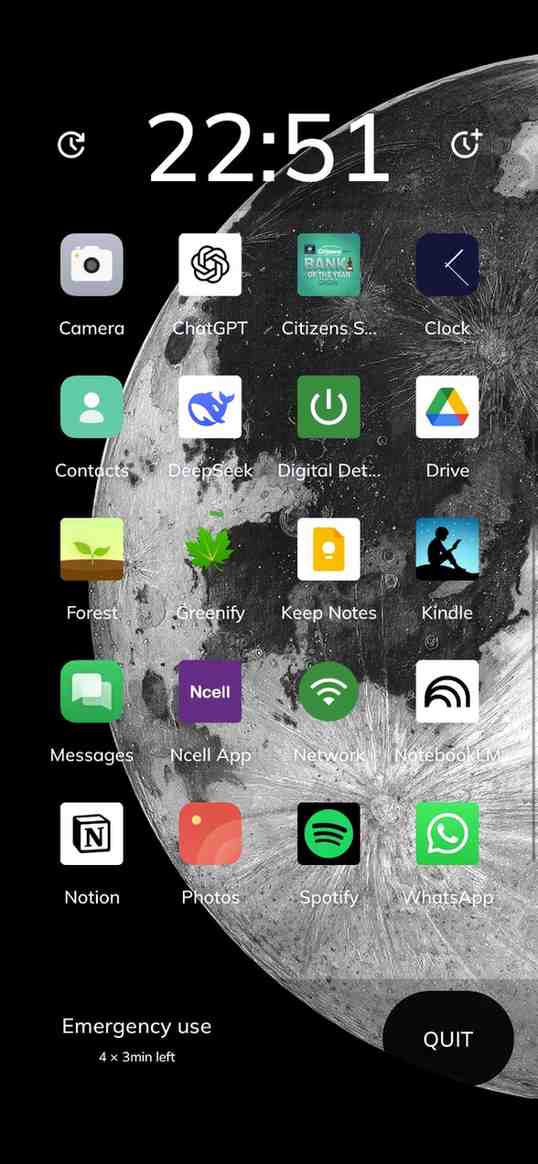 22:51
Camera
ChatGPT
Citizens S...
Clock
BANK
OF THE YEAR
Contacts
DeepSeek
Digital Det...
Drive
Forest
Greenify
Keep Notes
Kindle
Ncell
Messages
Ncell App
Network
NotebookLM
N
Notion
Photos
Spotify
WhatsApp
Emergency use
4 × 3min left
QUIT